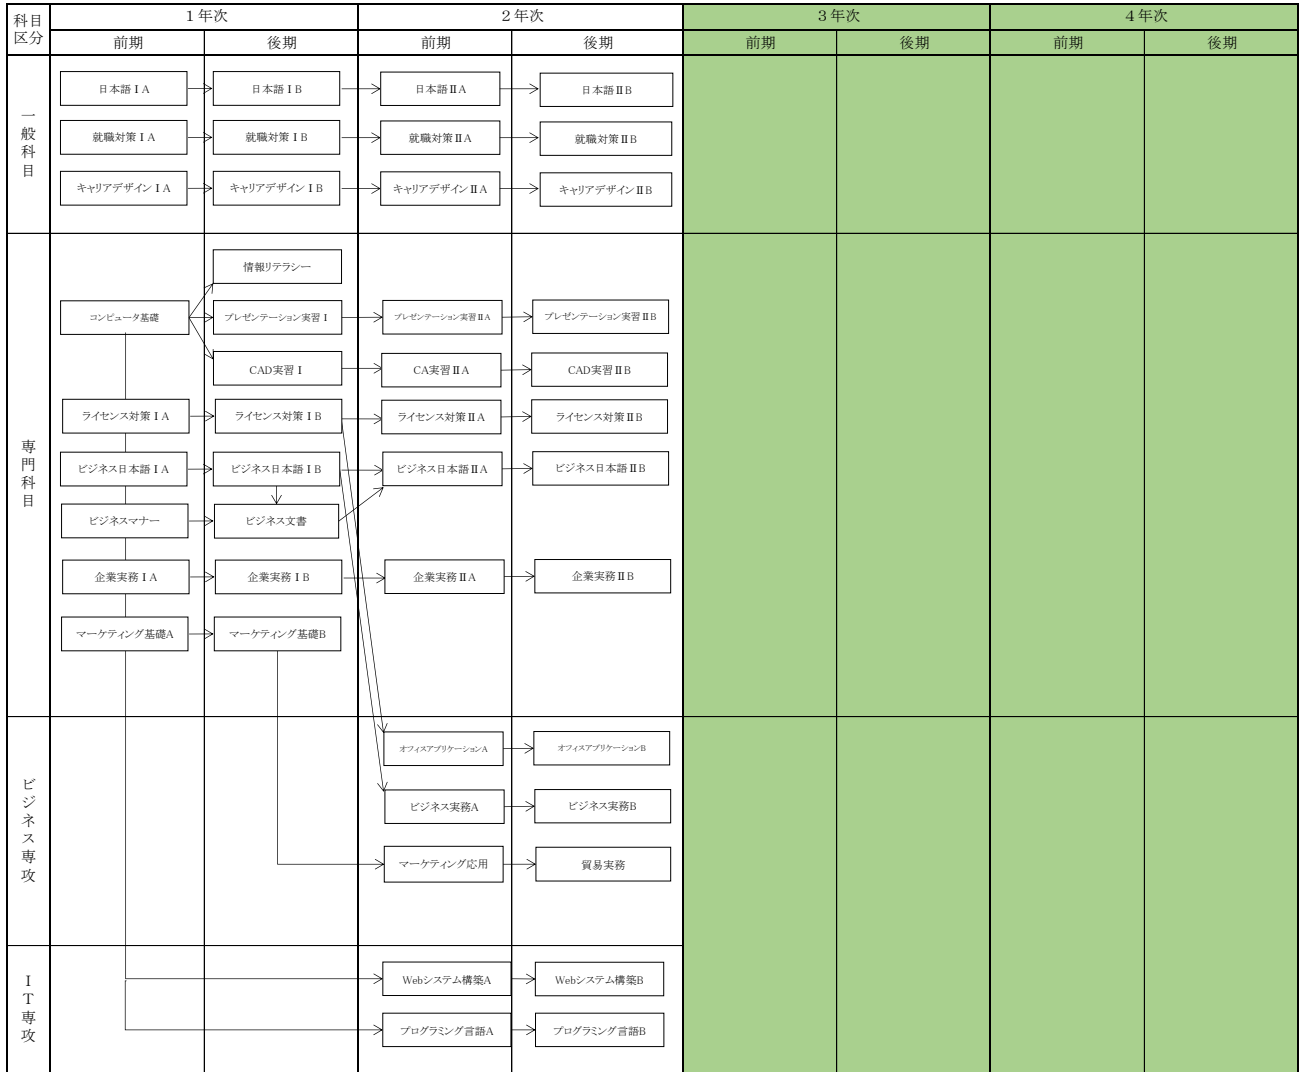 科目
区分
１年次
２年次
３年次
４年次
前期
後期
前期
後期
前期
後期
前期
後期
一般科目
日本語ⅠA
日本語ⅠB
日本語ⅡA
日本語ⅡB
就職対策ⅠA
就職対策ⅠB
就職対策ⅡA
就職対策ⅡB
キャリアデザインⅠA
キャリアデザインⅠB
キャリアデザインⅡA
キャリアデザインⅡB
専門科目
情報リテラシー
コンピュータ基礎
プレゼンテーション実習Ⅰ
プレゼンテーション実習ⅡA
プレゼンテーション実習ⅡB
CAD実習Ⅰ
CA実習ⅡA
CAD実習ⅡB
ライセンス対策ⅠA
ライセンス対策ⅠB
ライセンス対策ⅡA
ライセンス対策ⅡB
ビジネス日本語ⅠA
ビジネス日本語ⅠB
ビジネス日本語ⅡA
ビジネス日本語ⅡB
ビジネスマナー
ビジネス文書
企業実務ⅠA
企業実務ⅠB
企業実務ⅡA
企業実務ⅡB
マーケティング基礎A
マーケティング基礎B
ビジネス専攻
オフィスアプリケーションA
オフィスアプリケーションB
ビジネス実務A
ビジネス実務B
マーケティング応用
貿易実務
IT専攻
Webシステム構築A
Webシステム構築B
プログラミング言語A
プログラミング言語B